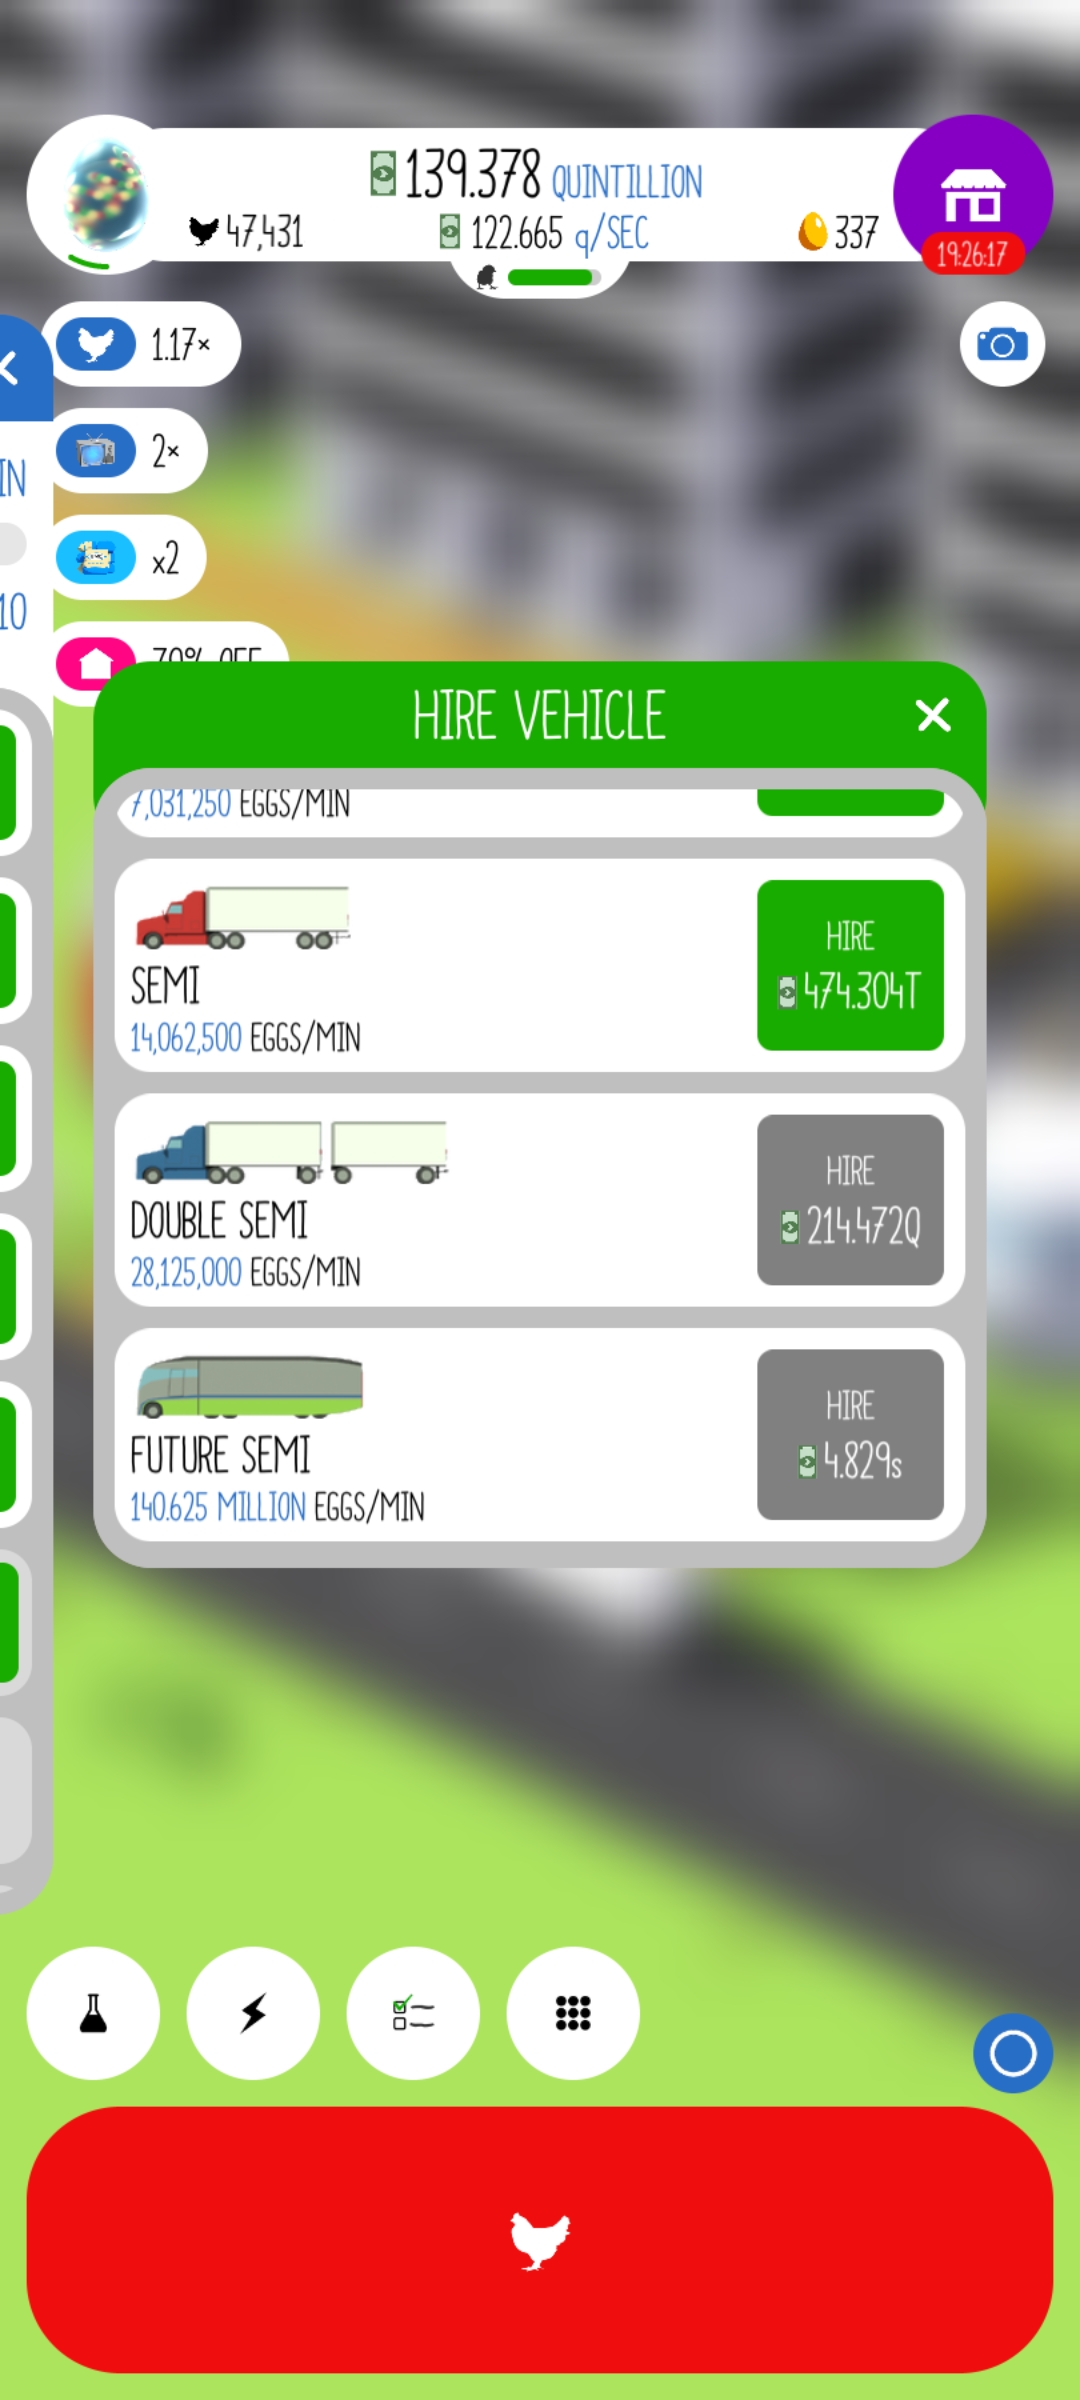 139.378 QUINTILLION
47,431
122.665 q/SEC
337
19:26:17
1.17×
2×
IN
x2
10
70% OFF
HIRE VEHICLE
7,031,250 EGGS/MIN
SEMI
14,062,500 EGGS/MIN
HIRE
474.304T
DOUBLE SEMI
28,125,000 EGGS/MIN
HIRE
214.472Q
FUTURE SEMI
140.625 MILLION EGGS/MIN
HIRE
4.829s